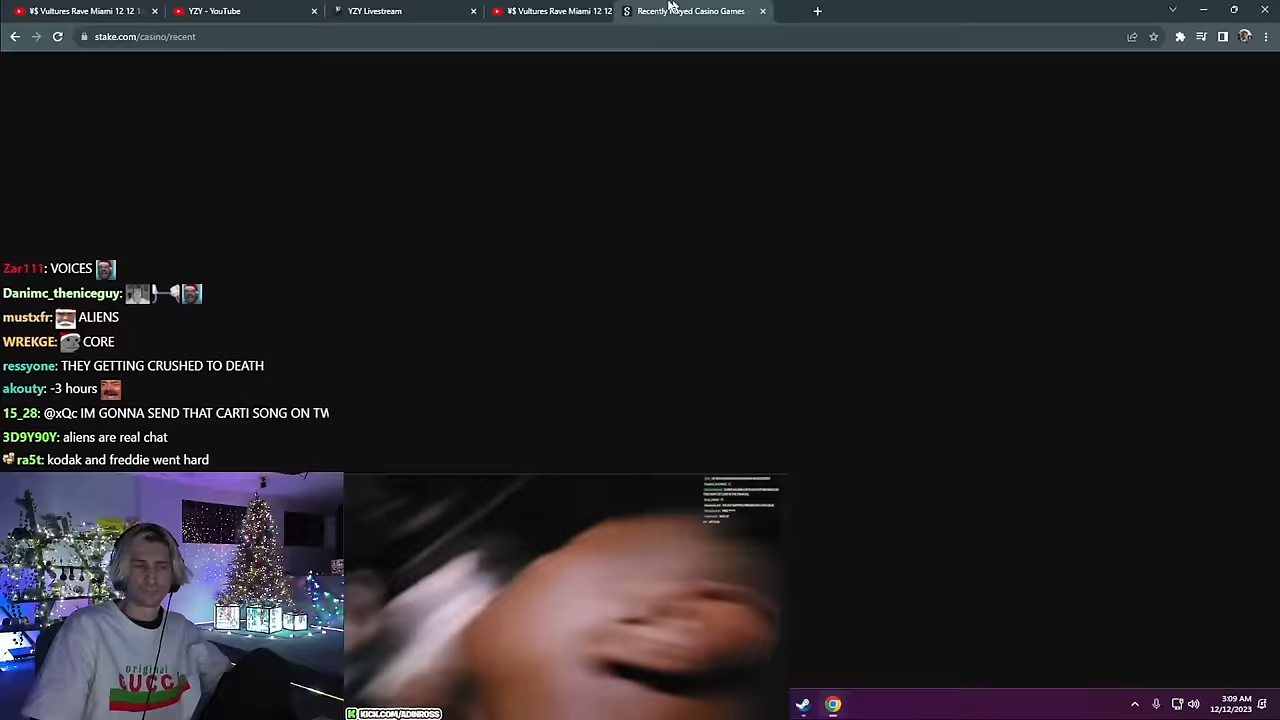 ¥$ Vultures Rave Miami 12 12
YZY - YouTube
YZY Livestream
¥$ Vultures Rave Miami 12 12
Recently Played Casino Games
stake.com/casino/recent
Zar111: VOICES
Danimc_theniceguy:
mustxfr: ALIENS
WREKGE: CORE
ressyone: THEY GETTING CRUSHED TO DEATH
akouty: -3 hours
15_28: @xQc IM GONNA SEND THAT CARTI SONG ON TW
3D9Y90Y: aliens are real chat
ra5t: kodak and freddie went hard
original
GUCCI
KICK.COM/ADINROSS
3:09 AM
12/12/2023